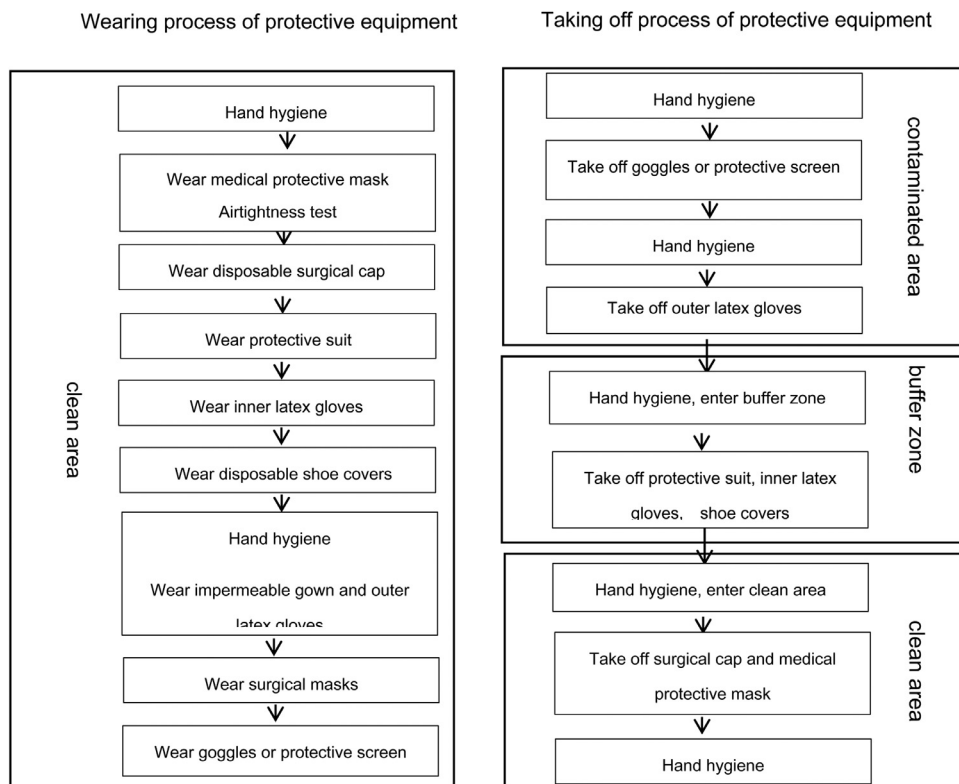 Wearing process of protective equipment
Hand hygiene
Wear medical protective mask
Airtightness test
Wear disposable surgical cap
Wear protective suit
Wear inner latex gloves
Wear disposable shoe covers
Hand hygiene
Wear impermeable gown and outer
latex gloves
Wear surgical masks
Wear goggles or protective screen
clean area
Taking off process of protective equipment
Hand hygiene
Take off goggles or protective screen
Hand hygiene
Take off outer latex gloves
contaminated area
Hand hygiene, enter buffer zone
Take off protective suit, inner latex
gloves, shoe covers
buffer zone
Hand hygiene, enter clean area
Take off surgical cap and medical
protective mask
Hand hygiene
clean area